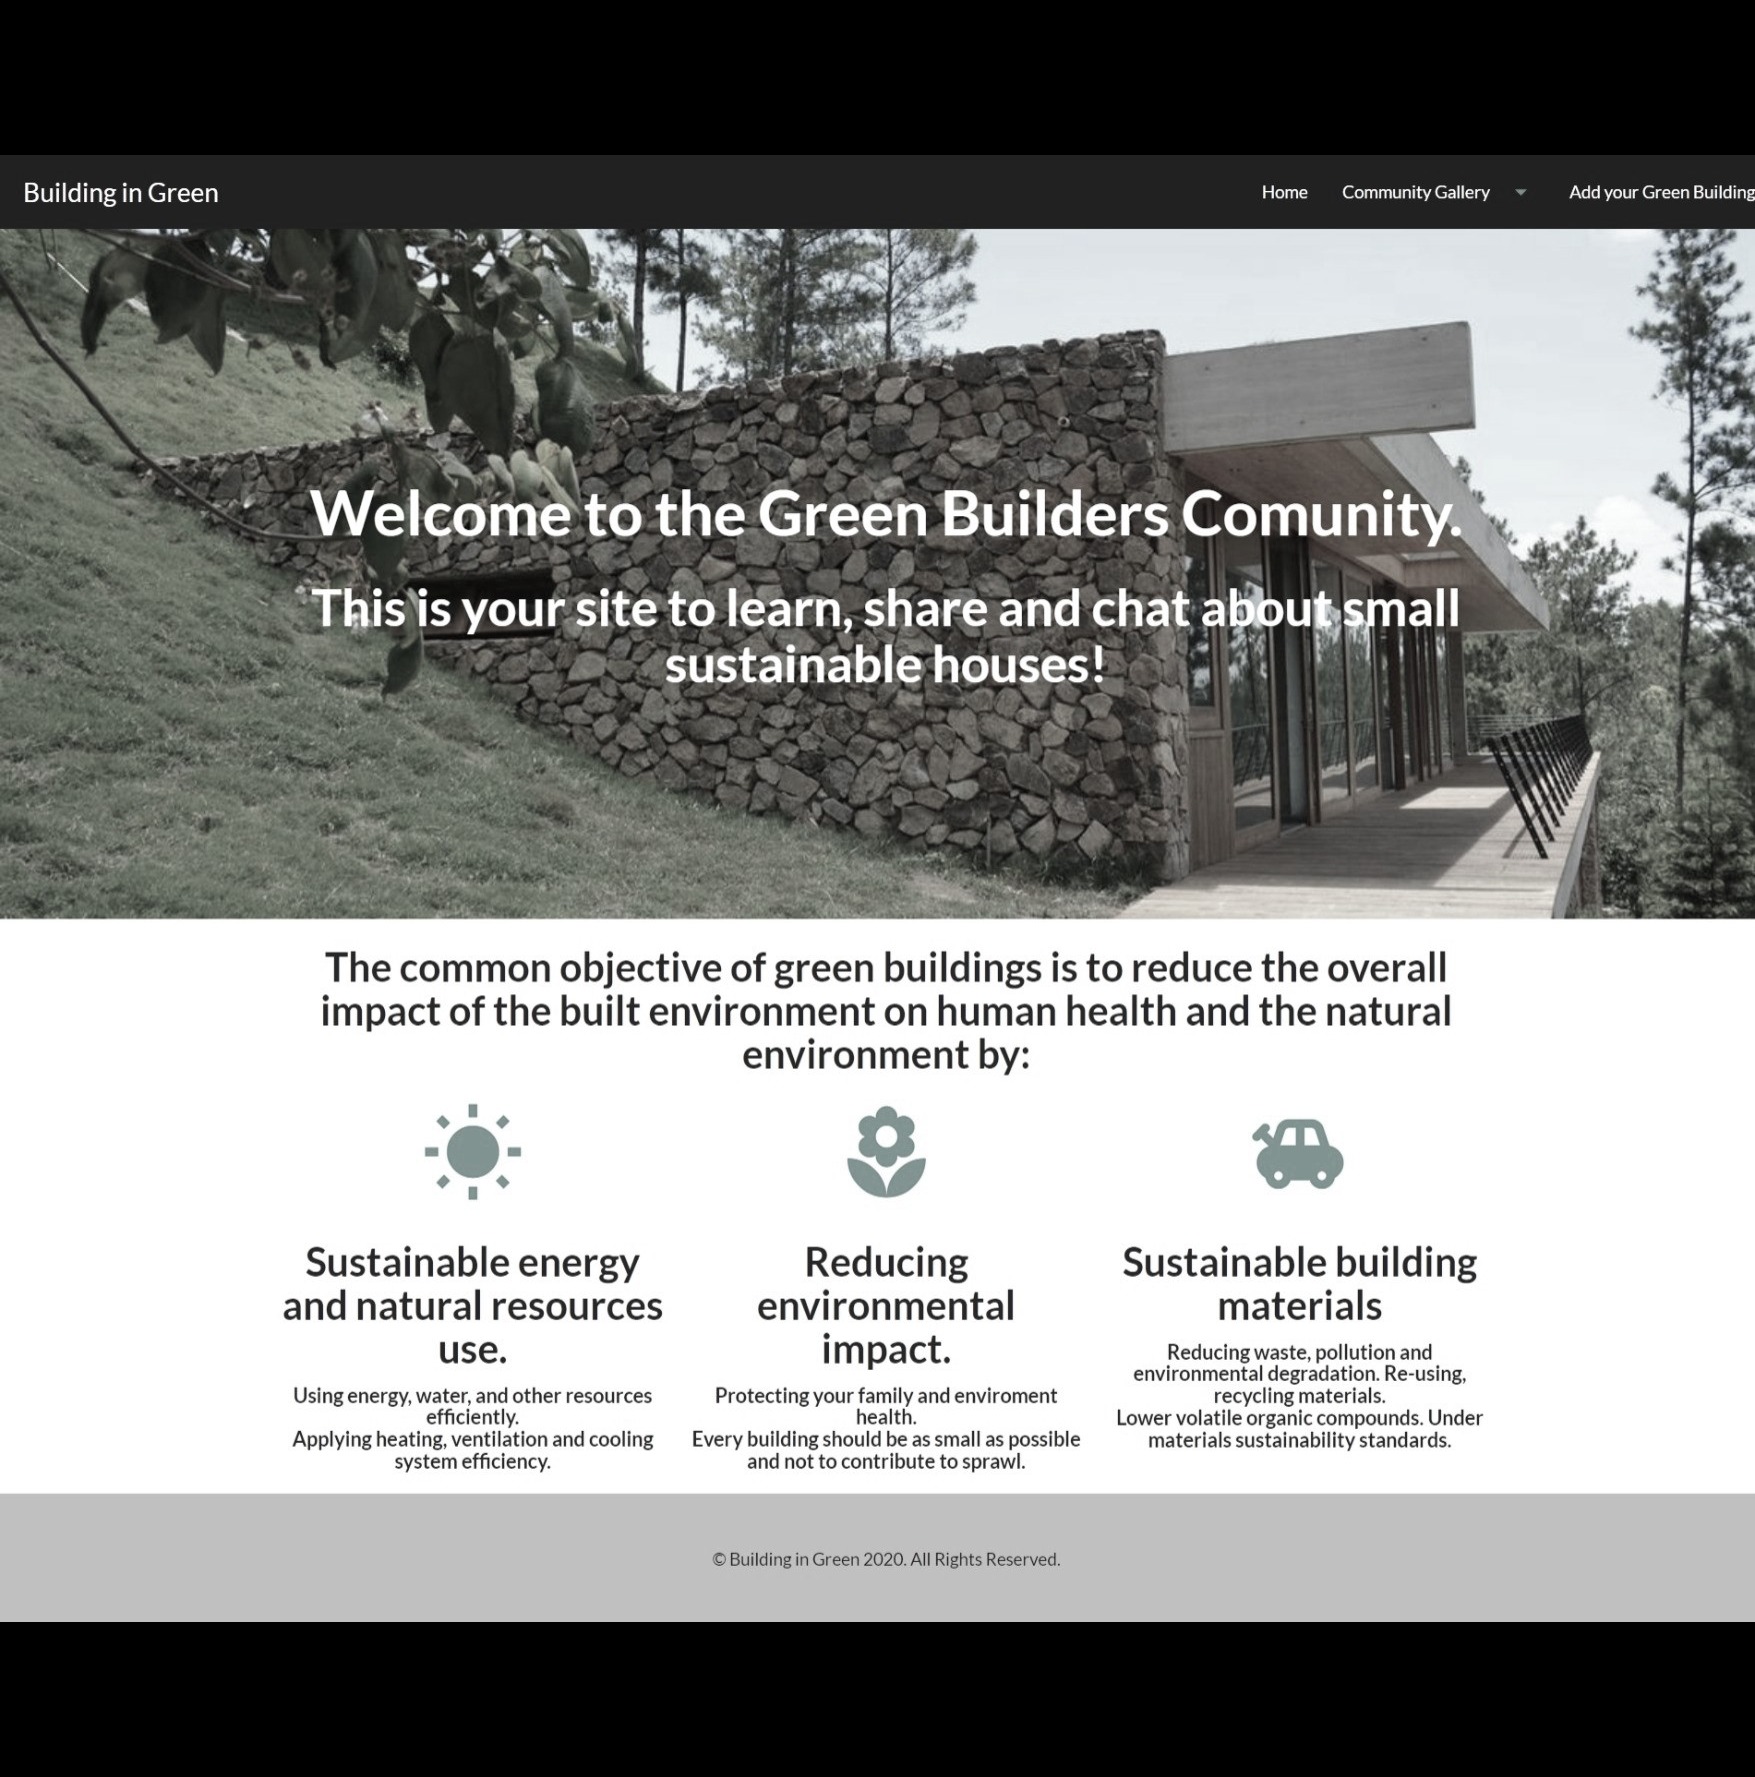 Building in Green
Home Community Gallery Add your Green Building
Welcome to the Green Builders Comunity.
This is your site to learn, share and chat about small
sustainable houses!
The common objective of green buildings is to reduce the overall
impact of the built environment on human health and the natural
environment by:
Sustainable energy
and natural resources
use.
Using energy, water, and other resources
efficiently.
Applying heating, ventilation and cooling
system efficiency.
Reducing
environmental
impact.
Protecting your family and enviroment
health.
Every building should be as small as possible
and not to contribute to sprawl.
Sustainable building
materials
Reducing waste, pollution and
environmental degradation. Re-using,
recycling materials.
Lower volatile organic compounds. Under
materials sustainability standards.
© Building in Green 2020. All Rights Reserved.